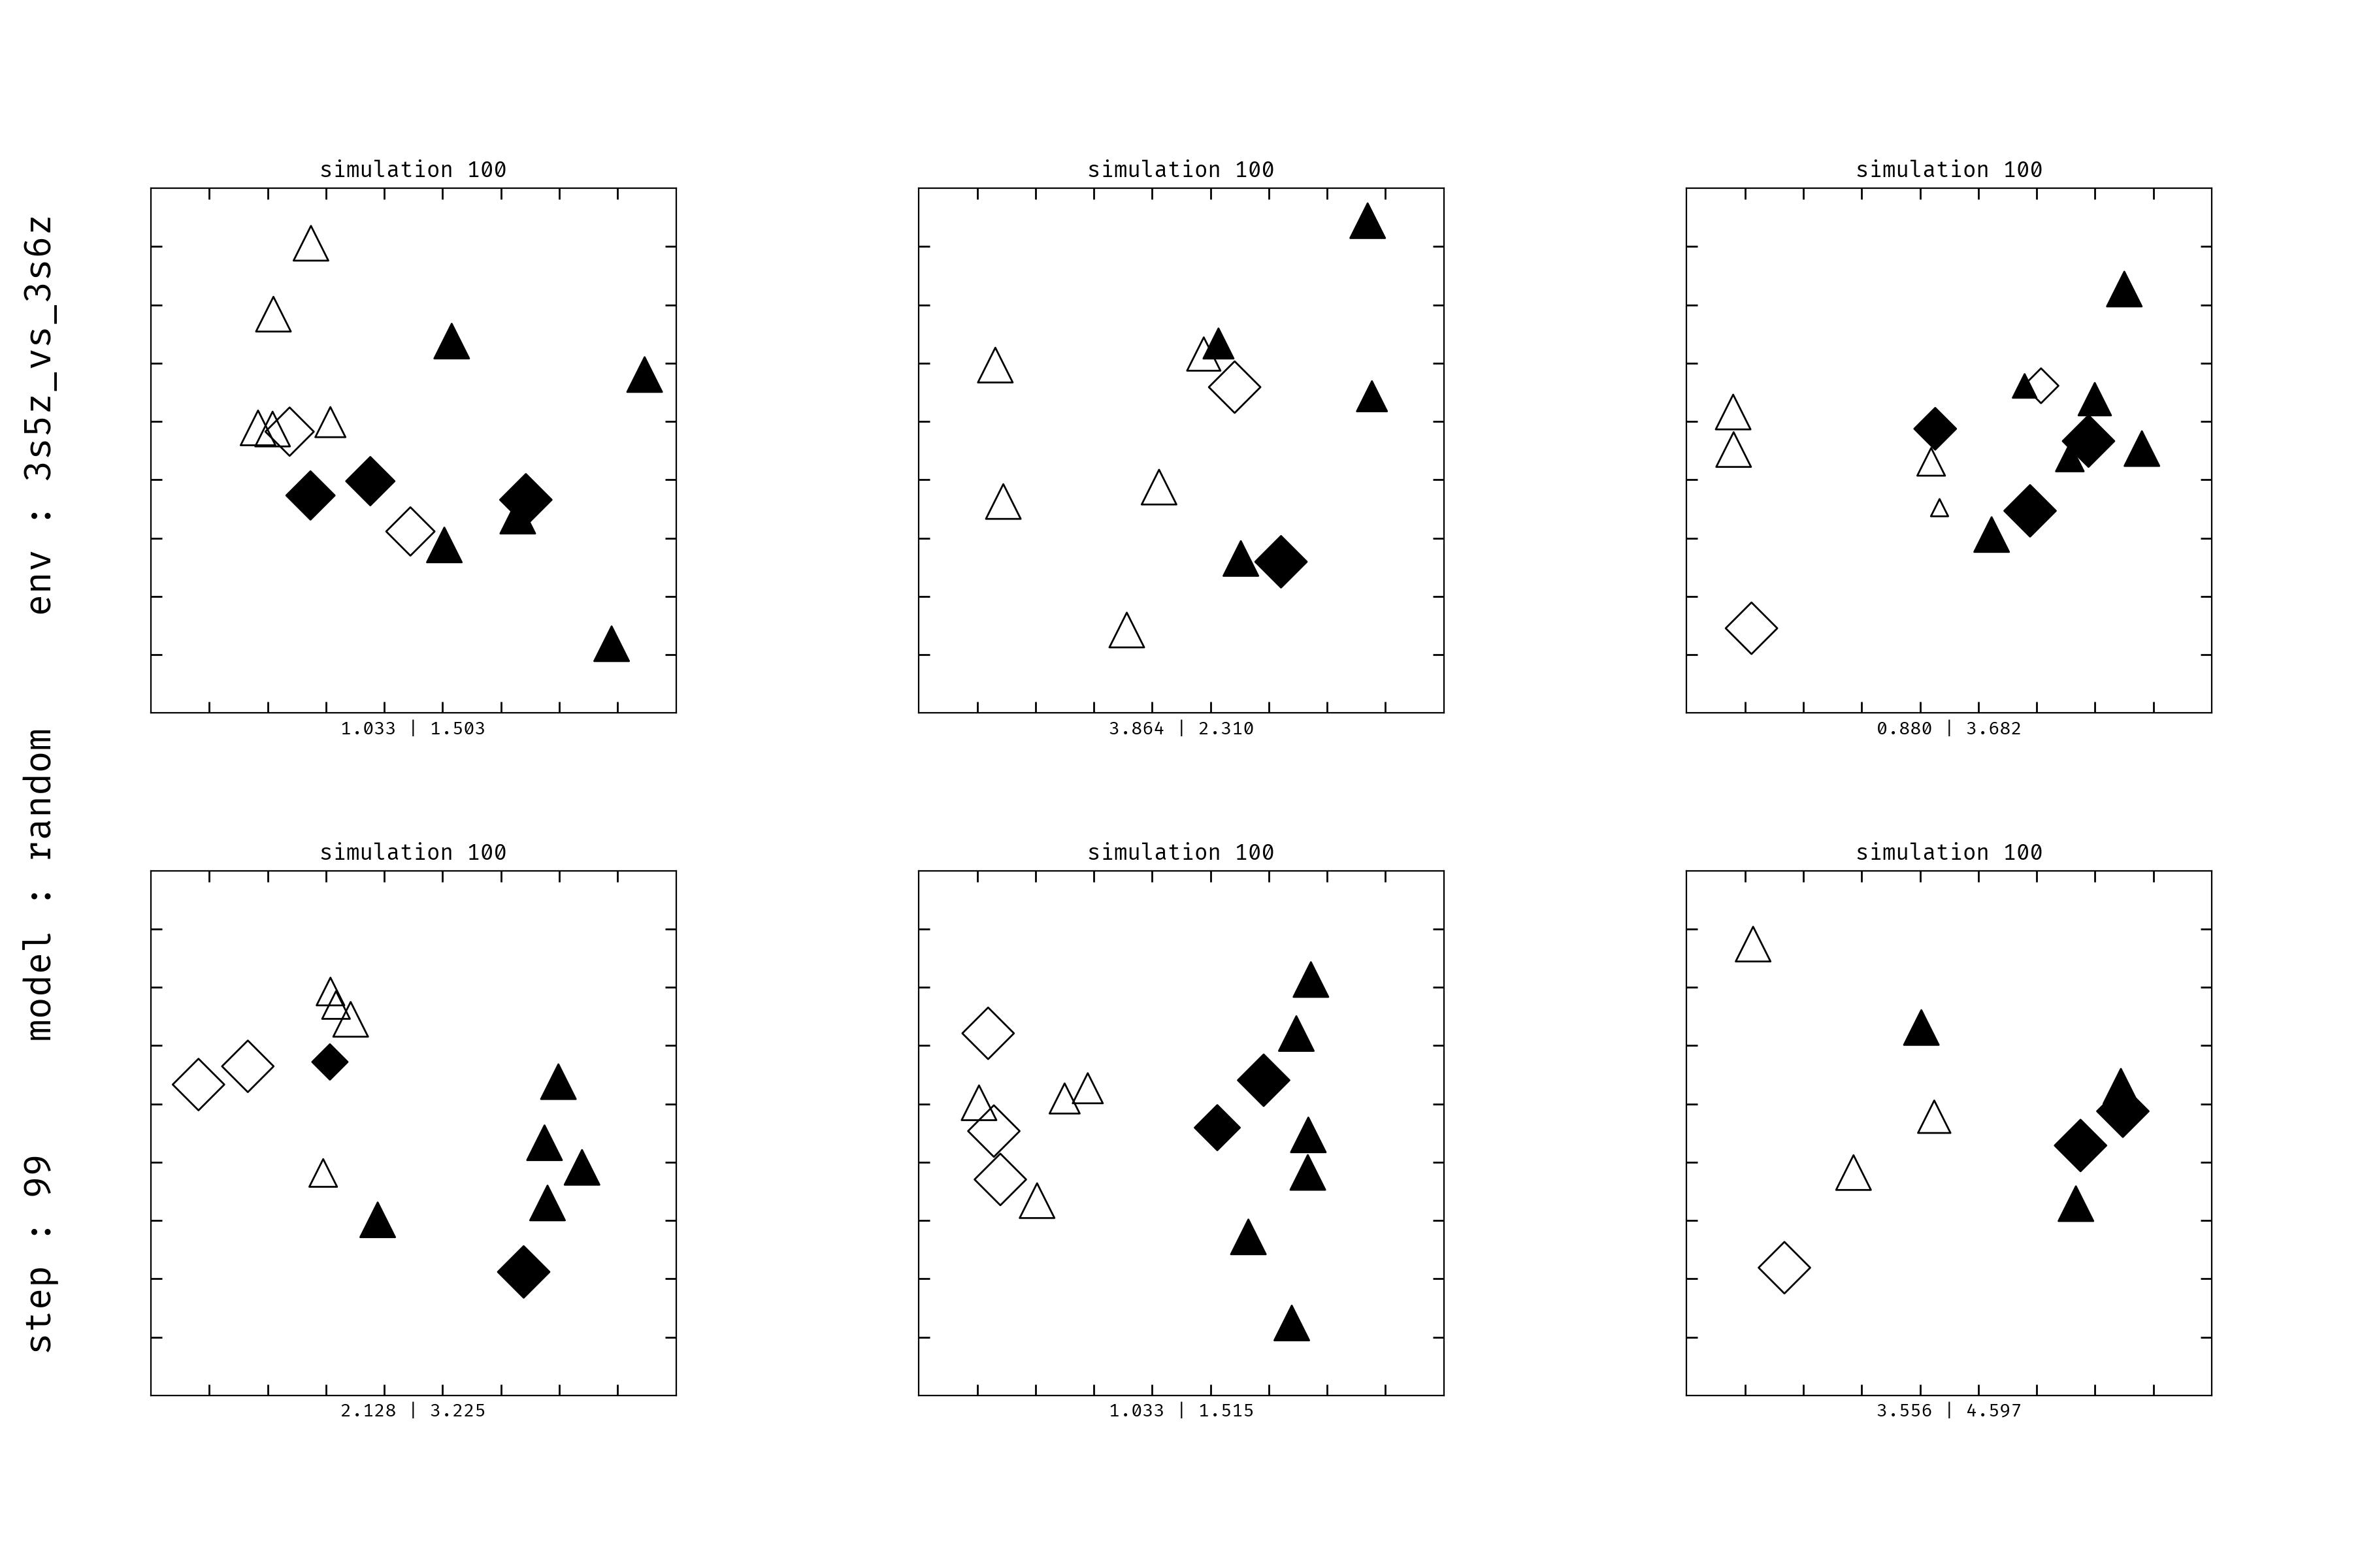 step : 99      model : random      env : 3s5z_vs_3s6z
simulation 100
simulation 100
simulation 100
1.033 | 1.503
3.864 | 2.310
0.880 | 3.682
simulation 100
simulation 100
simulation 100
2.128 | 3.225
1.033 | 1.515
3.556 | 4.597